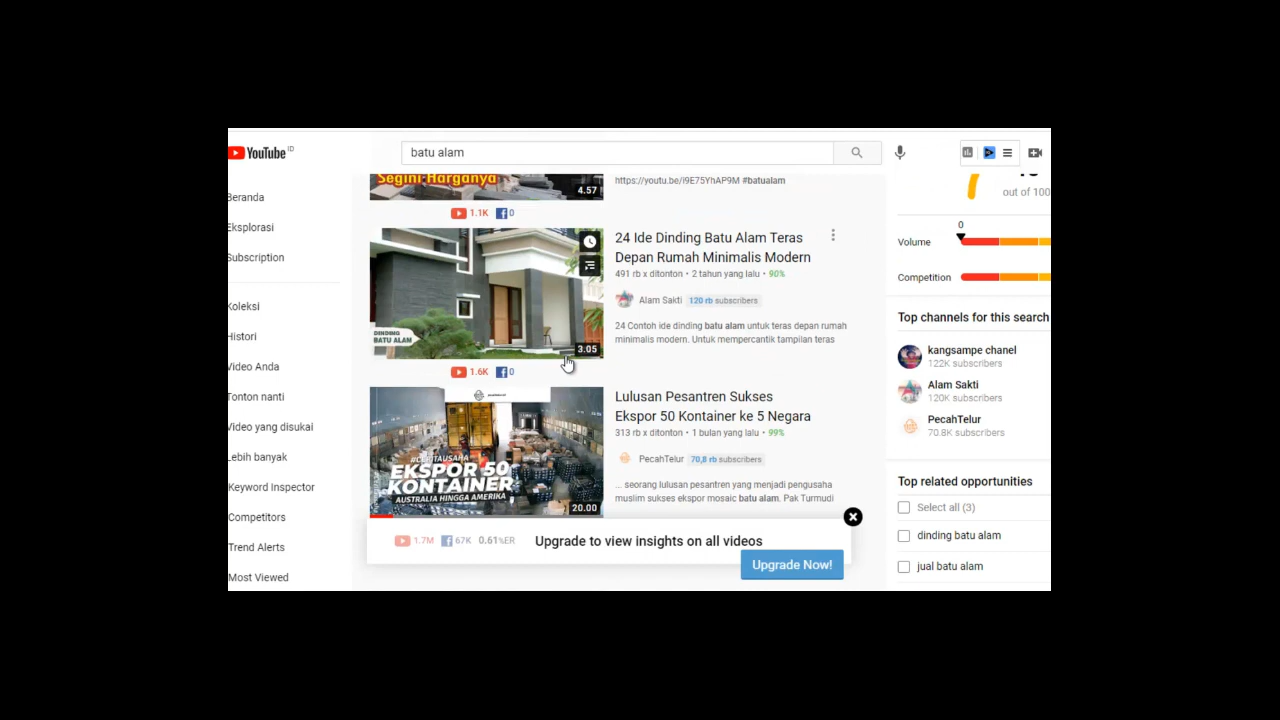 YouTube ID
batu alam
Beranda
Eksplorasi
Subscription
Koleksi
Histori
Video Anda
Tonton nanti
Video yang disukai
Lebih banyak
Keyword Inspector
Competitors
Trend Alerts
Most Viewed
Segini Harganya
4.57
https://youtu.be/i9E75YhAP9M #batualam
1.1K 0
DINDING
BATU ALAM
3.05
24 Ide Dinding Batu Alam Teras
Depan Rumah Minimalis Modern
491 rb x ditonton • 2 tahun yang lalu • 90%
Alam Sakti 120 rb subscribers
24 Contoh ide dinding batu alam untuk teras depan rumah
minimalis modern. Untuk mempercantik tampilan teras
1.6K 0
#CERITAUSAHA
EKSPOR 50
KONTAINER
AUSTRALIA HINGGA AMERIKA
20.00
Lulusan Pesantren Sukses
Ekspor 50 Kontainer ke 5 Negara
313 rb x ditonton • 1 bulan yang lalu • 99%
PecahTelur 70,8 rb subscribers
... seorang lulusan pesantren yang menjadi pengusaha
muslim sukses ekspor mosaic batu alam. Pak Turmudi
1.7M 67K 0.61%ER
Upgrade to view insights on all videos
Upgrade Now!
out of 100
0
Volume
Competition
Top channels for this search
kangsampe chanel
122K subscribers
Alam Sakti
120K subscribers
PecahTelur
70.8K subscribers
Top related opportunities
Select all (3)
dinding batu alam
jual batu alam